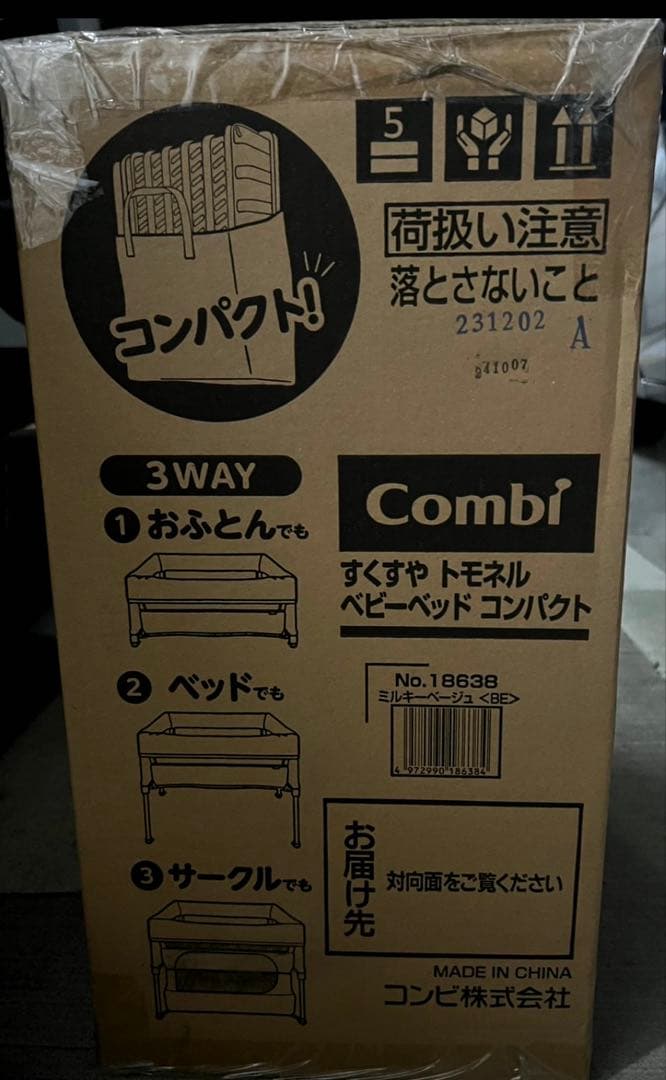 コンパクト!
5
荷扱い注意
落とさないこと
231202 A
241007
3WAY
① おふとんでも
② ベッドでも
③ サークルでも
Combi
すくすや トモネル
ベビーベッド コンパクト
No.18638
ミルキーベージュ <BE>
4 972990 186384
お届け先
対向面をご覧ください
MADE IN CHINA
コンビ株式会社